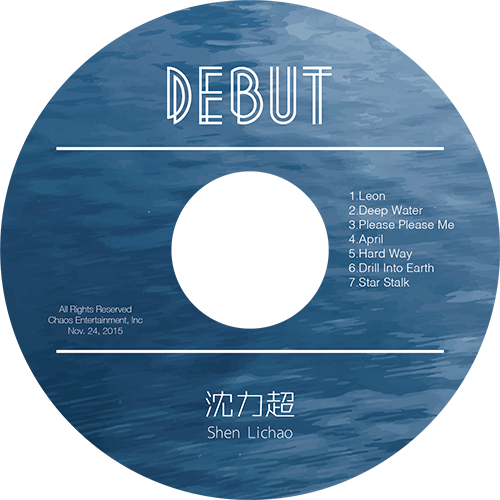 DEBUT
1.Leon
2.Deep Water
3.Please Please Me
4.April
5.Hard Way
6.Drill Into Earth
7.Star Stalk
All Rights Reserved
Chaos Entertainment, Inc
Nov. 24, 2015
沈力超
Shen Lichao